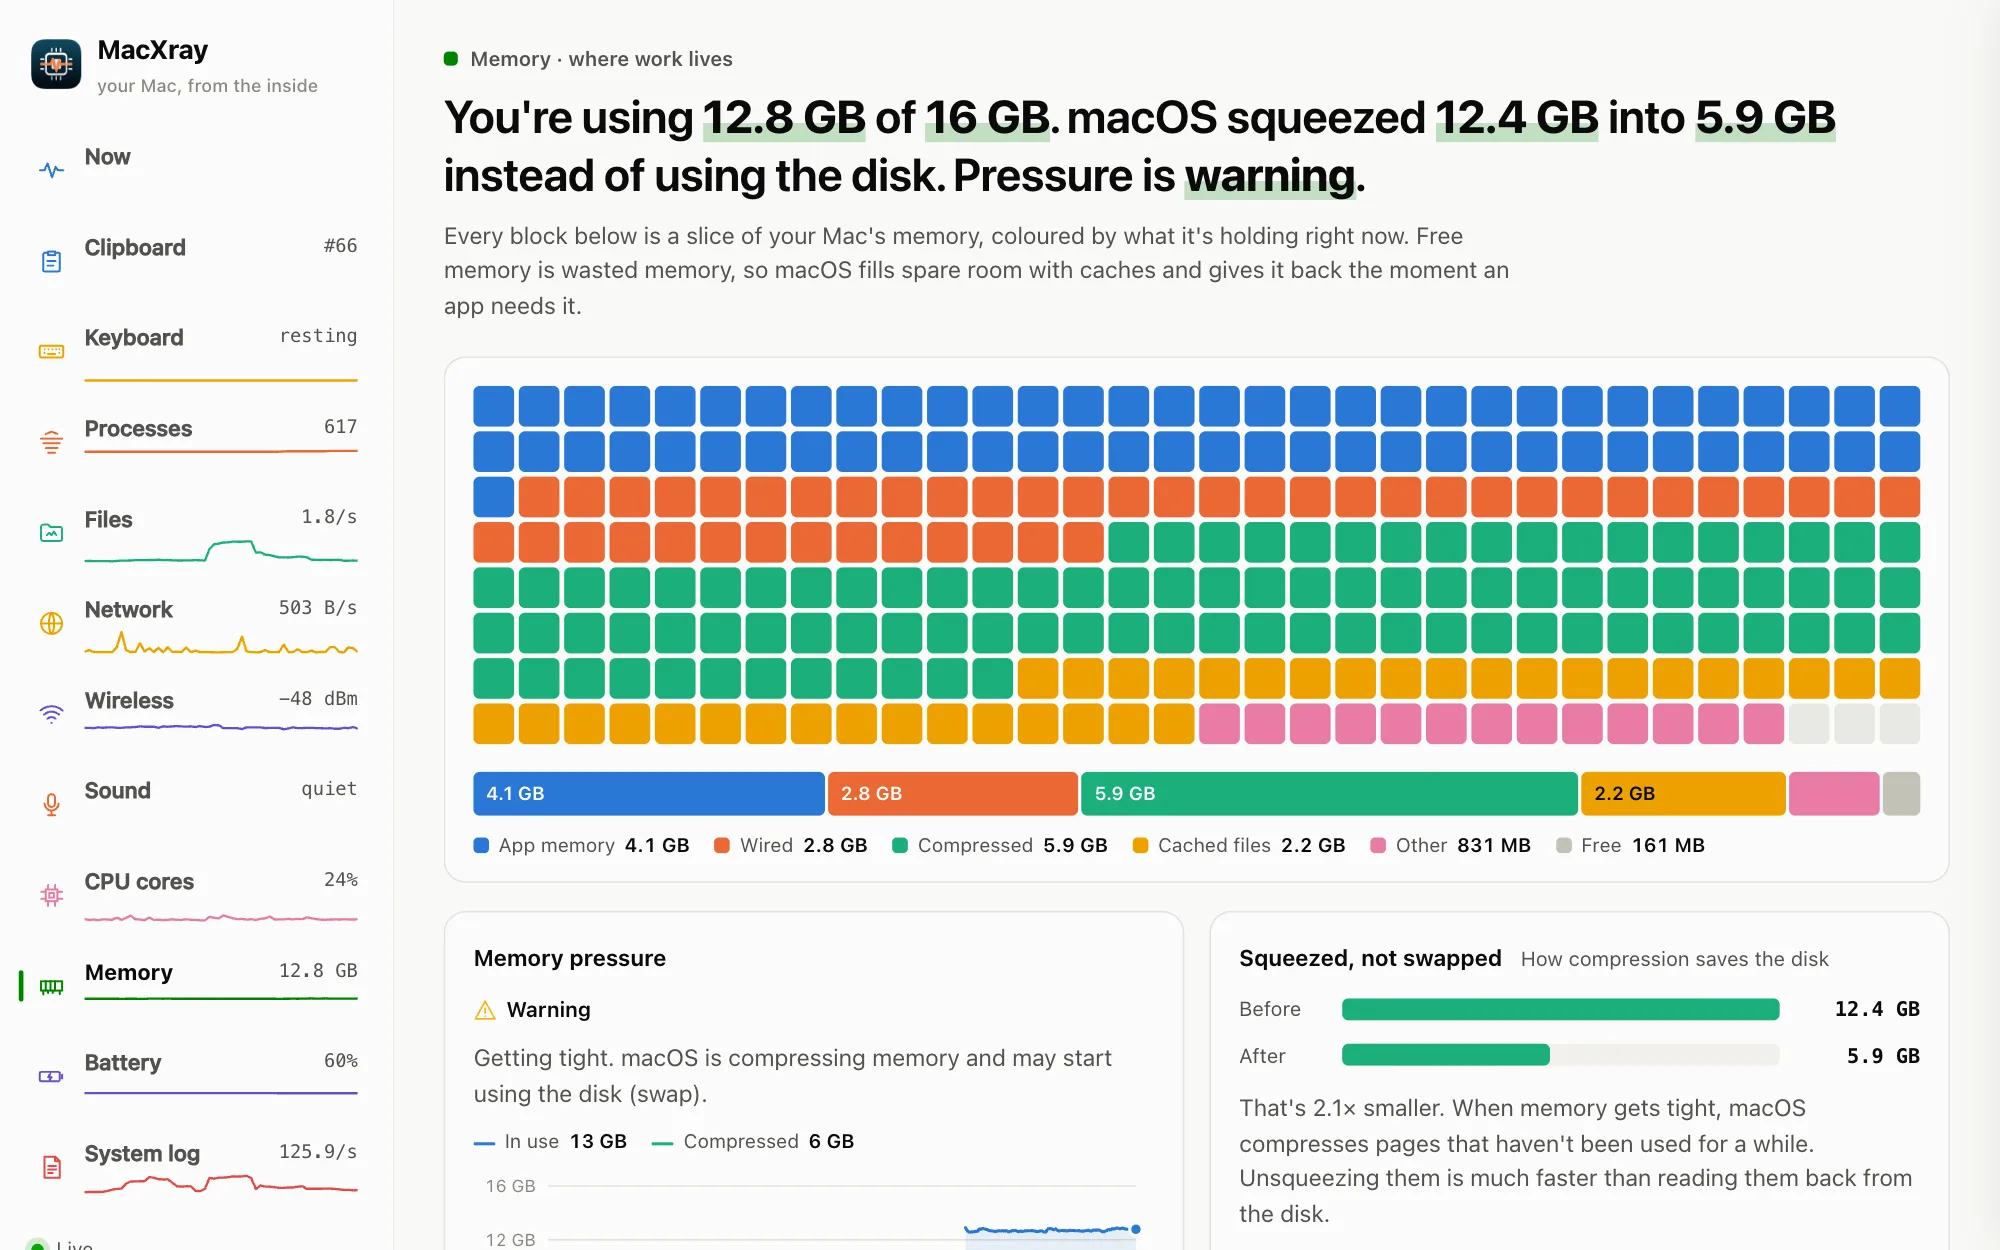 MacXray
your Mac, from the inside
Now
Clipboard #66
Keyboard resting
Processes 617
Files 1.8/s
Network 503 B/s
Wireless −48 dBm
Sound quiet
CPU cores 24%
Memory 12.8 GB
Battery 60%
System log 125.9/s
Live
Memory · where work lives
You're using 12.8 GB of 16 GB. macOS squeezed 12.4 GB into 5.9 GB
instead of using the disk. Pressure is warning.
Every block below is a slice of your Mac's memory, coloured by what it's holding right now. Free
memory is wasted memory, so macOS fills spare room with caches and gives it back the moment an
app needs it.
4.1 GB 2.8 GB 5.9 GB 2.2 GB
App memory 4.1 GB Wired 2.8 GB Compressed 5.9 GB Cached files 2.2 GB Other 831 MB Free 161 MB
Memory pressure
Warning
Getting tight. macOS is compressing memory and may start
using the disk (swap).
In use 13 GB Compressed 6 GB
16 GB
12 GB
Squeezed, not swapped How compression saves the disk
Before 12.4 GB
After 5.9 GB
That's 2.1× smaller. When memory gets tight, macOS
compresses pages that haven't been used for a while.
Unsqueezing them is much faster than reading them back from
the disk.